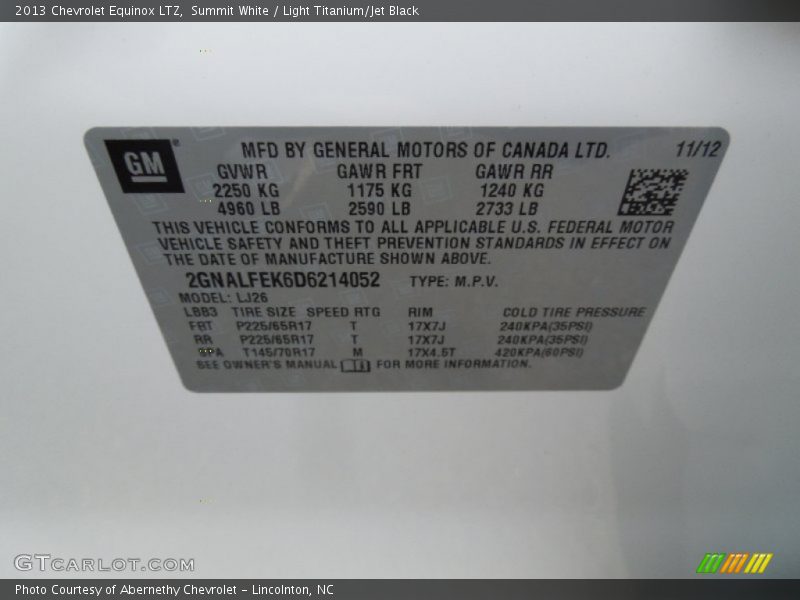 2013 Chevrolet Equinox LTZ, Summit White / Light Titanium/Jet Black
GM
MFD BY GENERAL MOTORS OF CANADA LTD. 11/12
GVWR GAWR FRT GAWR RR
2250 KG 1175 KG 1240 KG
4960 LB 2590 LB 2733 LB
THIS VEHICLE CONFORMS TO ALL APPLICABLE U.S. FEDERAL MOTOR
VEHICLE SAFETY AND THEFT PREVENTION STANDARDS IN EFFECT ON
THE DATE OF MANUFACTURE SHOWN ABOVE.
2GNALFEK6D6214052 TYPE: M.P.V.
MODEL: LJ26
LBB3 TIRE SIZE SPEED RTG RIM COLD TIRE PRESSURE
FRT P225/65R17 T 17X7J 240KPA(35PSI)
RR P225/65R17 T 17X7J 240KPA(35PSI)
T145/70R17 M 17X4.5T 420KPA(60PSI)
SEE OWNER'S MANUAL FOR MORE INFORMATION.
GTCARLOT.COM
Photo Courtesy of Abernethy Chevrolet – Lincolnton, NC